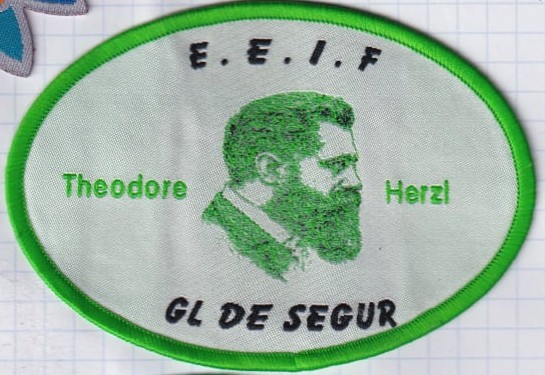 E.E.I.F
Theodore Herzl
GL DE SEGUR